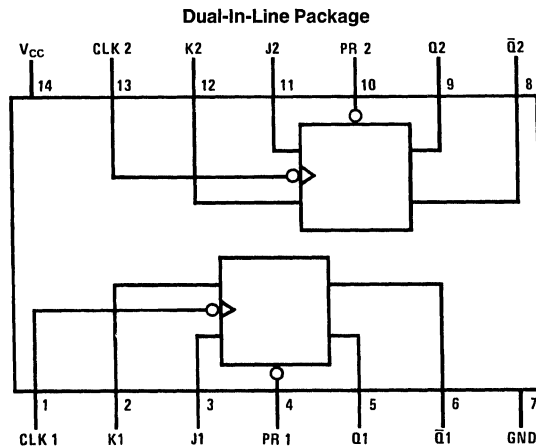 Dual-In-Line Package
VCC CLK 2 K2 J2 PR 2 Q2 Q̅2
14 13 12 11 10 9 8
1 2 3 4 5 6 7
CLK 1 K1 J1 PR 1 Q1 Q̅1 GND